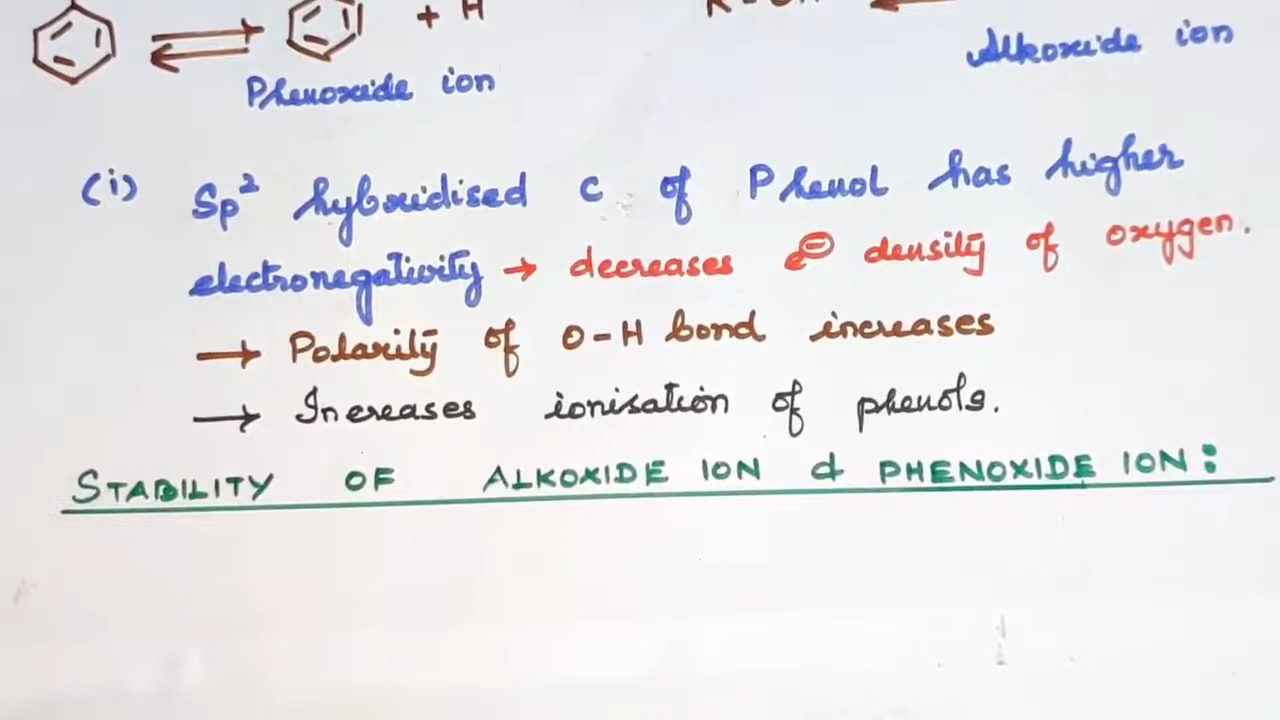 + H
Phenoxide ion
Alkoxide ion
(i) Sp² hybridised C of Phenol has higher
electronegativity → decreases e⊖ density of oxygen.
→ Polarity of O-H bond increases
→ Increases ionisation of phenols.
STABILITY OF ALKOXIDE ION & PHENOXIDE ION: